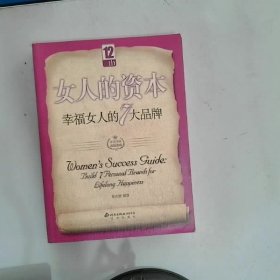 12
女人的资本
幸福女人的7大品牌
Women's Success Guide:
Build 7 Personal Brands for
Lifelong Happiness